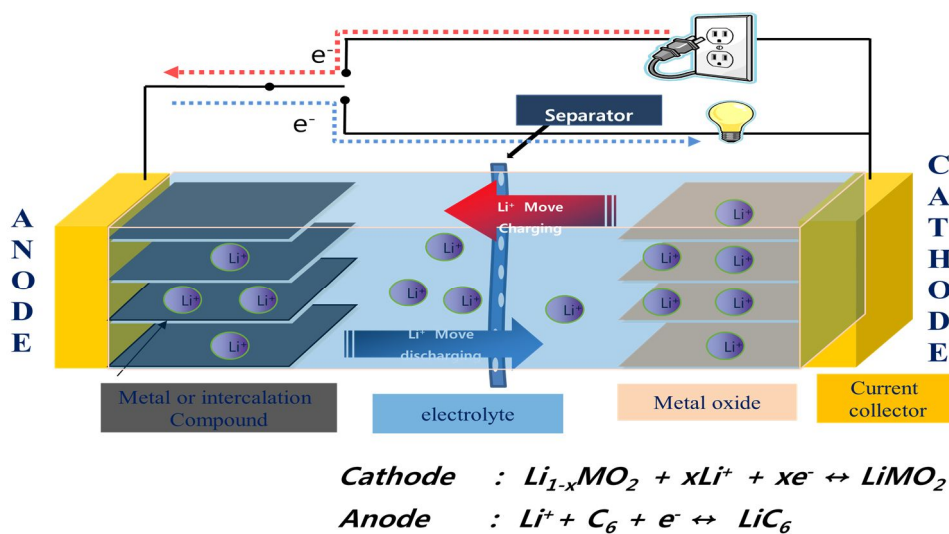 e-
e-
Separator
ANODE
CATHODE
Li+ Move
Charging
Li+
Li+
Li+
Li+
Li+
Li+
Li+
Li+
Li+
Li+
Li+
Li+
Li+
Li+
Li+ Move
discharging
Metal or intercalation
Compound
electrolyte
Metal oxide
Current
collector
Cathode : Li1-xMO2 + xLi+ + xe- ↔ LiMO2
Anode : Li+ + C6 + e- ↔ LiC6